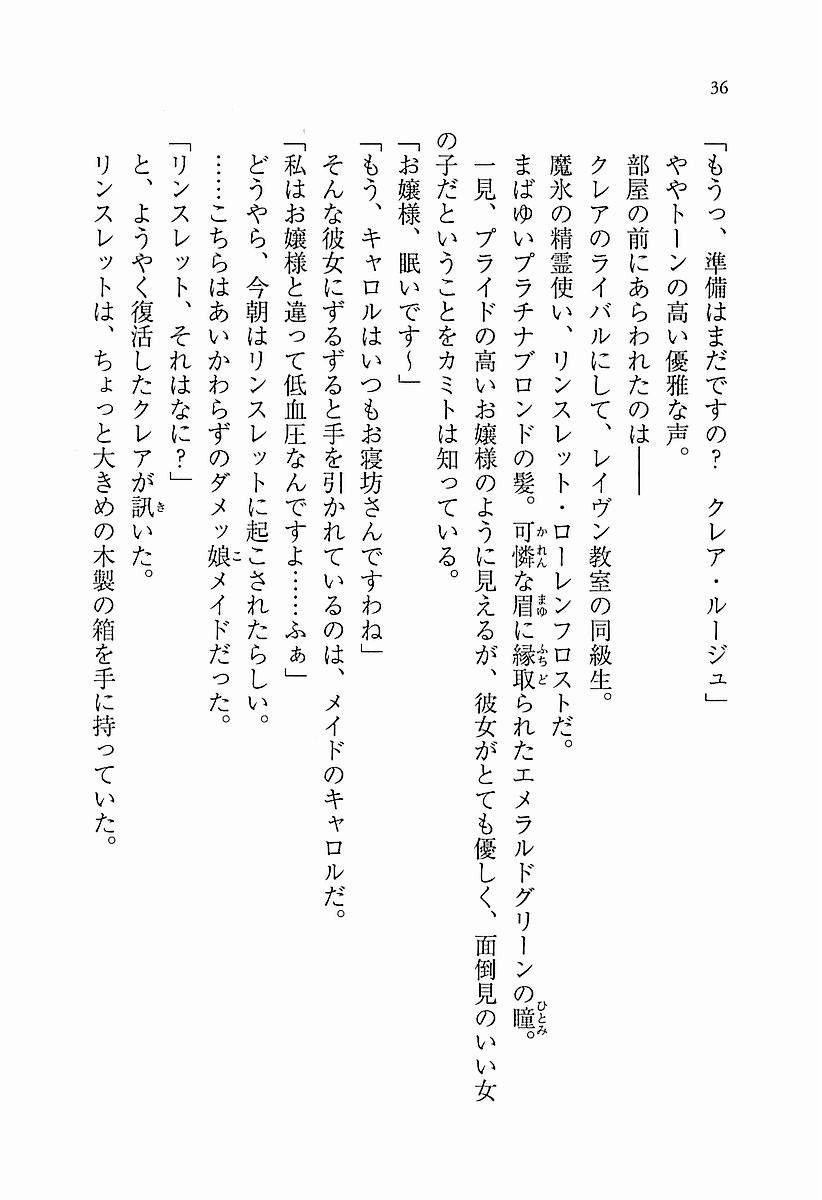 36
「もうっ、準備はまだですの？　クレア・ルージュ」
ややトーンの高い優雅な声。
部屋の前にあらわれたのは――
クレアのライバルにして、レイヴン教室の同級生。
魔氷の精霊使い、リンスレット・ローレンフロストだ。
まばゆいプラチナブロンドの髪。可憐な眉に縁取られたエメラルドグリーンの瞳。
一見、プライドの高いお嬢様のように見えるが、彼女がとても優しく、面倒見のいい女
の子だということをカミトは知っている。
「お嬢様、眠いです～」
「もう、キャロルはいつもお寝坊さんですわね」
そんな彼女にずるずると手を引かれているのは、メイドのキャロルだ。
「私はお嬢様と違って低血圧なんですよ……ふぁ」
どうやら、今朝はリンスレットに起こされたらしい。
……こちらはあいかわらずのダメッ娘メイドだった。
「リンスレット、それはなに？」
と、ようやく復活したクレアが訊いた。
リンスレットは、ちょっと大きめの木製の箱を手に持っていた。